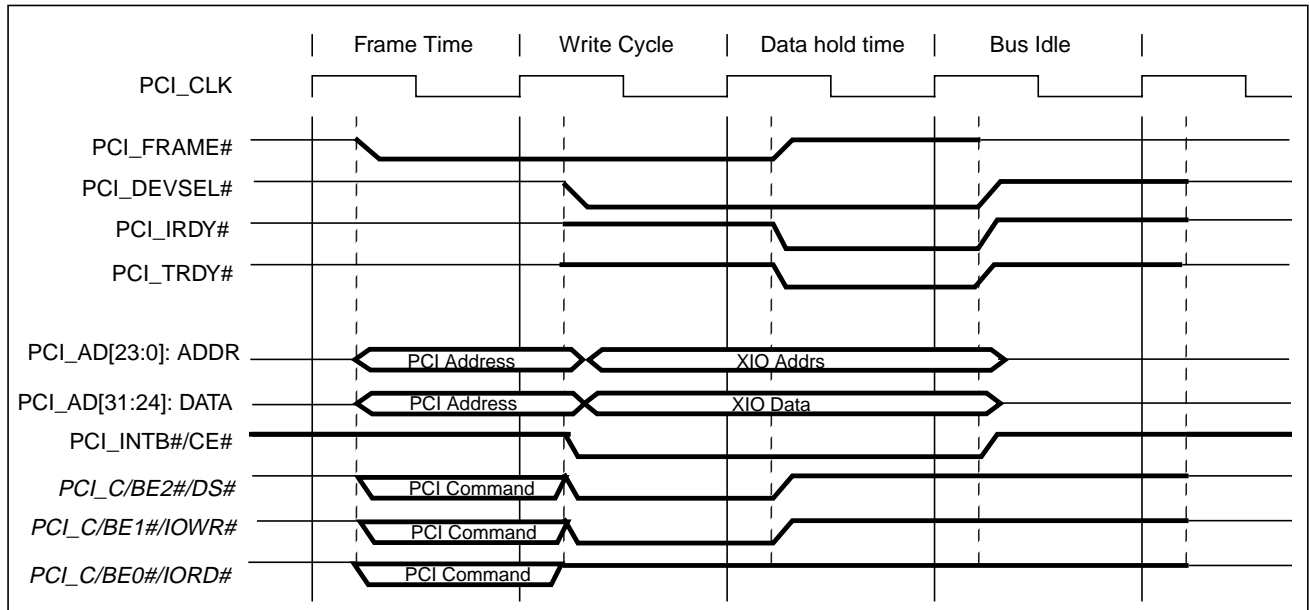 Frame Time Write Cycle Data hold time Bus Idle
PCI_CLK
PCI_FRAME#
PCI_DEVSEL#
PCI_IRDY#
PCI_TRDY#
PCI_AD[23:0]: ADDR PCI Address XIO Addrs
PCI_AD[31:24]: DATA PCI Address XIO Data
PCI_INTB#/CE#
PCI_C/BE2#/DS# PCI Command
PCI_C/BE1#/IOWR# PCI Command
PCI_C/BE0#/IORD# PCI Command